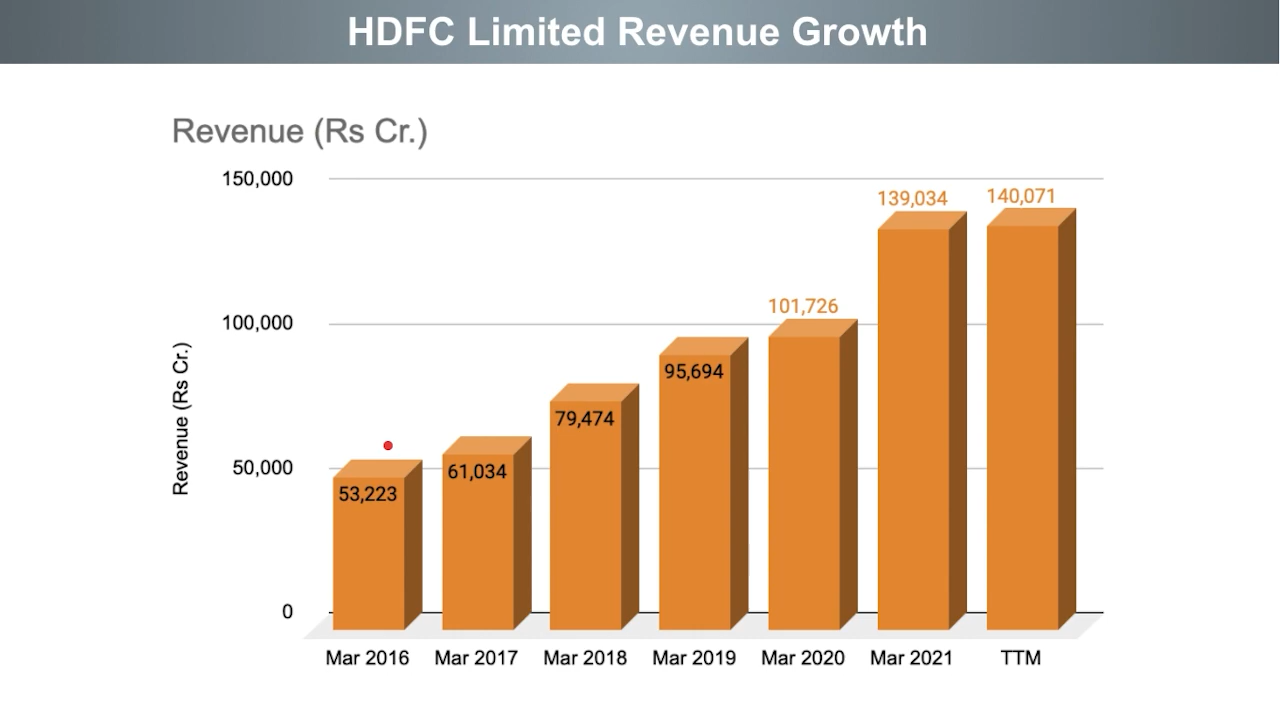 HDFC Limited Revenue Growth
Revenue (Rs Cr.)
150,000
100,000
50,000
0
Revenue (Rs Cr.)
53,223
61,034
79,474
95,694
101,726
139,034
140,071
Mar 2016
Mar 2017
Mar 2018
Mar 2019
Mar 2020
Mar 2021
TTM